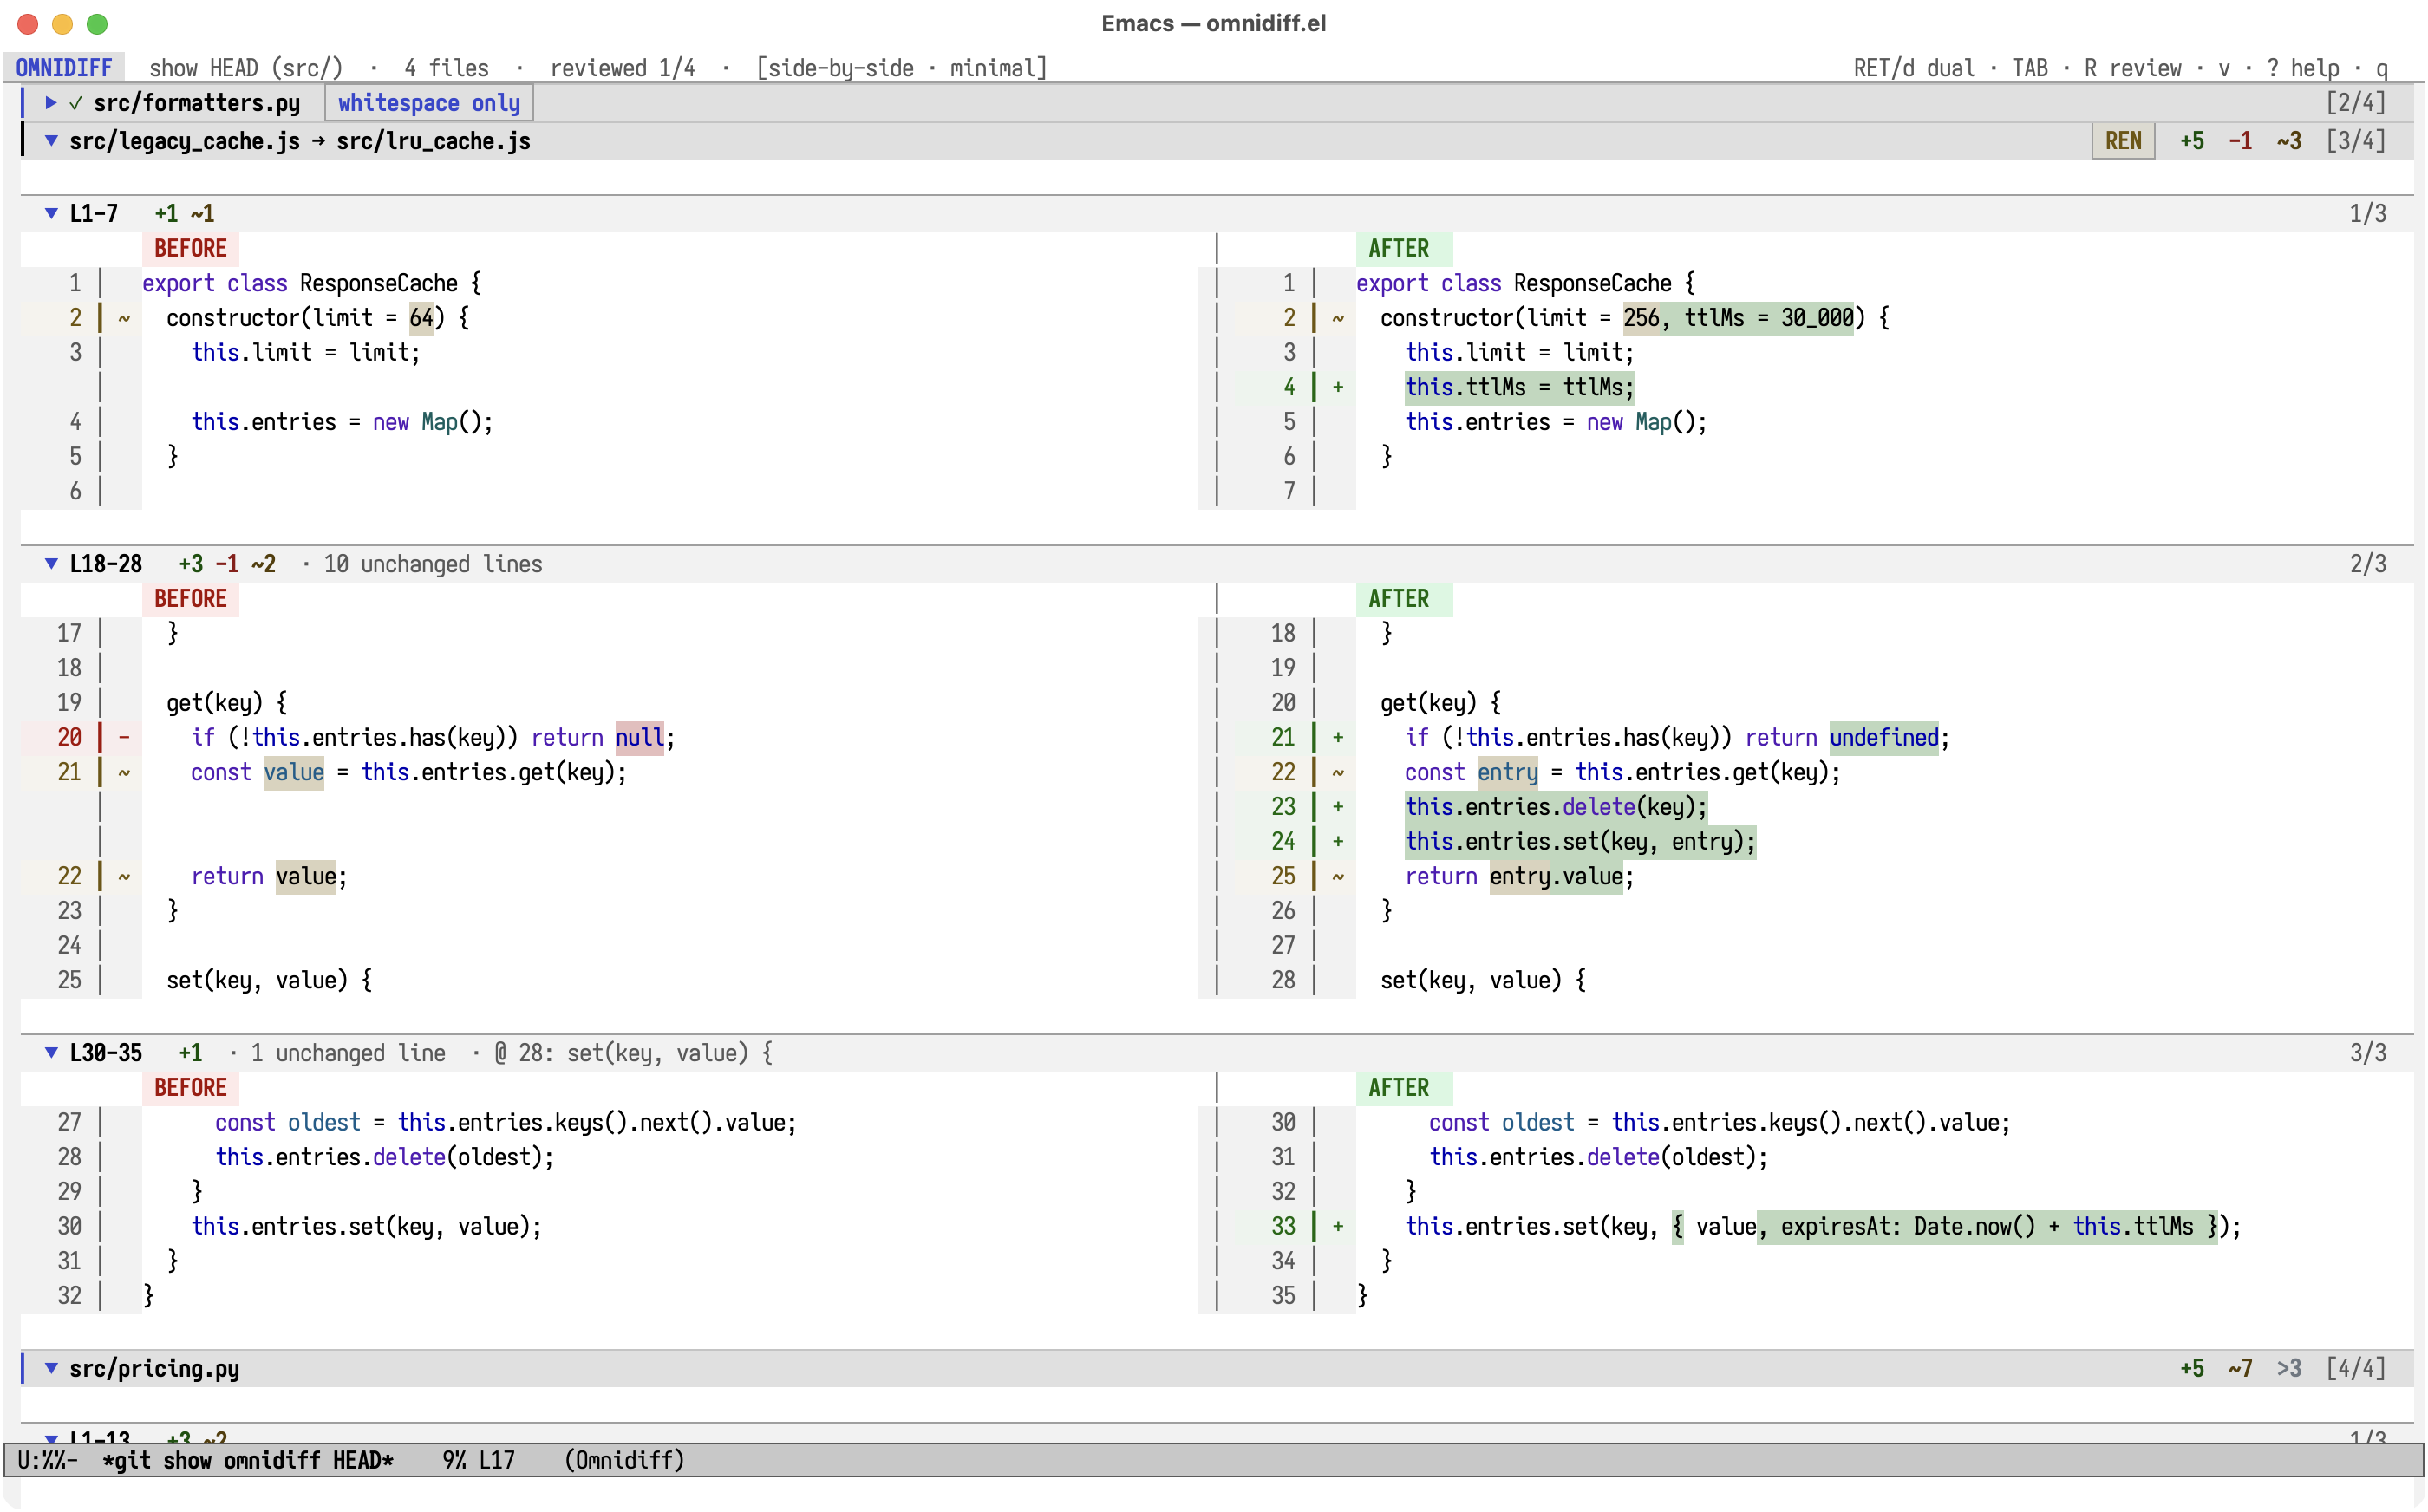 Emacs — omnidiff.el
OMNIDIFF show HEAD (src/) · 4 files · reviewed 1/4 · [side-by-side · minimal] RET/d dual · TAB · R review · v · ? help · q
▶ ✓ src/formatters.py whitespace only [2/4]
▼ src/legacy_cache.js → src/lru_cache.js REN +5 -1 ~3 [3/4]
▼ L1-7 +1 ~1 1/3
BEFORE | AFTER
1 | export class ResponseCache { | 1 | export class ResponseCache {
2 | ~ constructor(limit = 64) { | 2 | ~ constructor(limit = 256, ttlMs = 30_000) {
3 | this.limit = limit; | 3 | this.limit = limit;
| | 4 | + this.ttlMs = ttlMs;
4 | this.entries = new Map(); | 5 | this.entries = new Map();
5 | } | 6 | }
6 | | 7 |
▼ L18-28 +3 -1 ~2 · 10 unchanged lines 2/3
BEFORE | AFTER
17 | } | 18 | }
18 | | 19 |
19 | get(key) { | 20 | get(key) {
20 | - if (!this.entries.has(key)) return null; | 21 | + if (!this.entries.has(key)) return undefined;
21 | ~ const value = this.entries.get(key); | 22 | ~ const entry = this.entries.get(key);
| | 23 | + this.entries.delete(key);
| | 24 | + this.entries.set(key, entry);
22 | ~ return value; | 25 | ~ return entry.value;
23 | } | 26 | }
24 | | 27 |
25 | set(key, value) { | 28 | set(key, value) {
▼ L30-35 +1 · 1 unchanged line · @ 28: set(key, value) { 3/3
BEFORE | AFTER
27 | const oldest = this.entries.keys().next().value; | 30 | const oldest = this.entries.keys().next().value;
28 | this.entries.delete(oldest); | 31 | this.entries.delete(oldest);
29 | } | 32 | }
30 | this.entries.set(key, value); | 33 | + this.entries.set(key, { value, expiresAt: Date.now() + this.ttlMs });
31 | } | 34 | }
32 | } | 35 | }
▼ src/pricing.py +5 ~7 >3 [4/4]
▼ L1-13 +3 ~2 1/3
U:%%- *git show omnidiff HEAD* 9% L17 (Omnidiff)